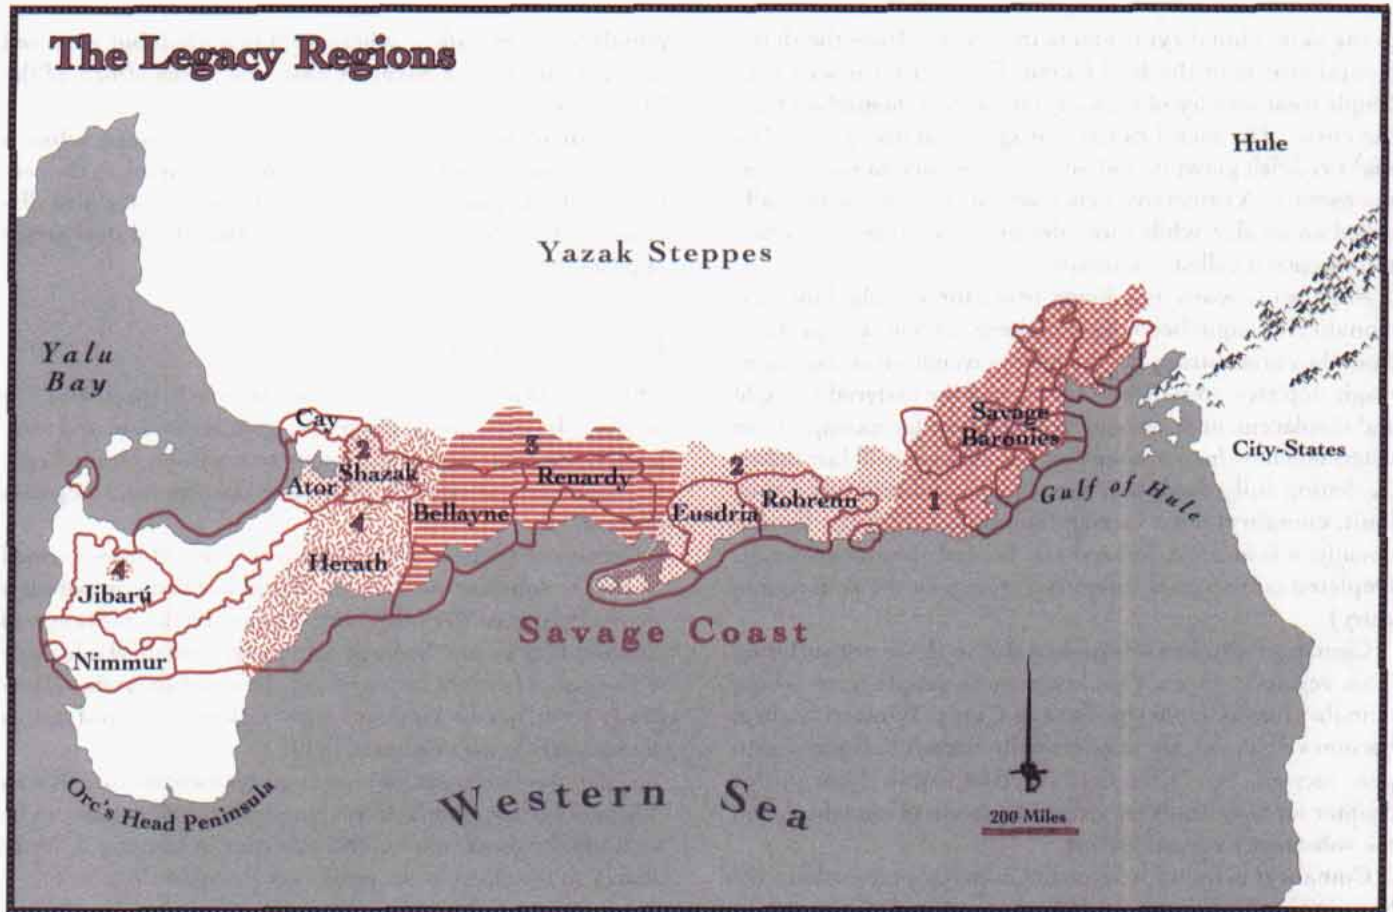 The Legacy Regions
Hule
Yazak Steppes
Yalu
Bay
Cay
2
Shazak
Ator
3
Renardy
Bellayne
2
Robrenn
Eusdria
Savage
Baronies
1
City-States
Gulf of Hule
4
Herath
4
Jibarú
Nimmur
Savage Coast
Orc's Head Peninsula
Western Sea
200 Miles